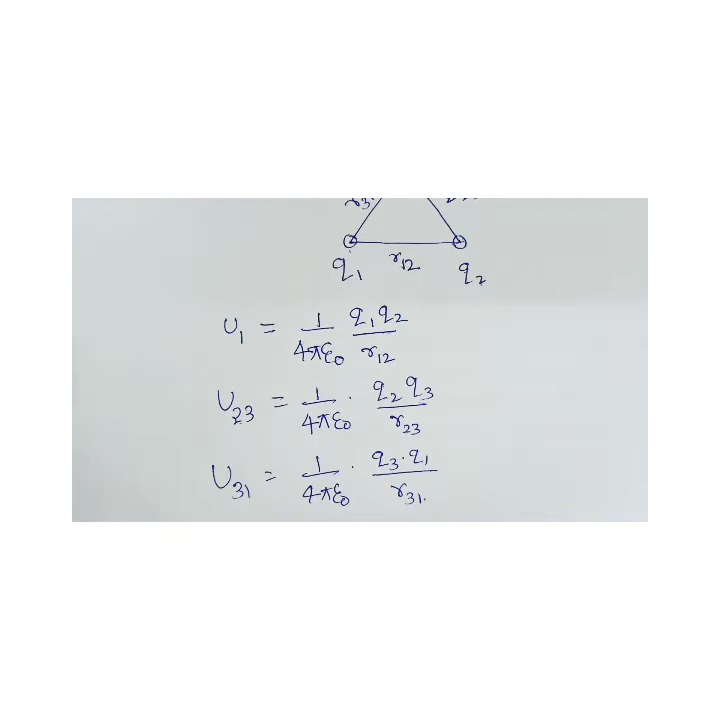 r31
r12
q1 q2
U1 = 1/4πε0 q1q2/r12
U23 = 1/4πε0 · q2q3/r23
U31 = 1/4πε0 · q3·q1/r31.